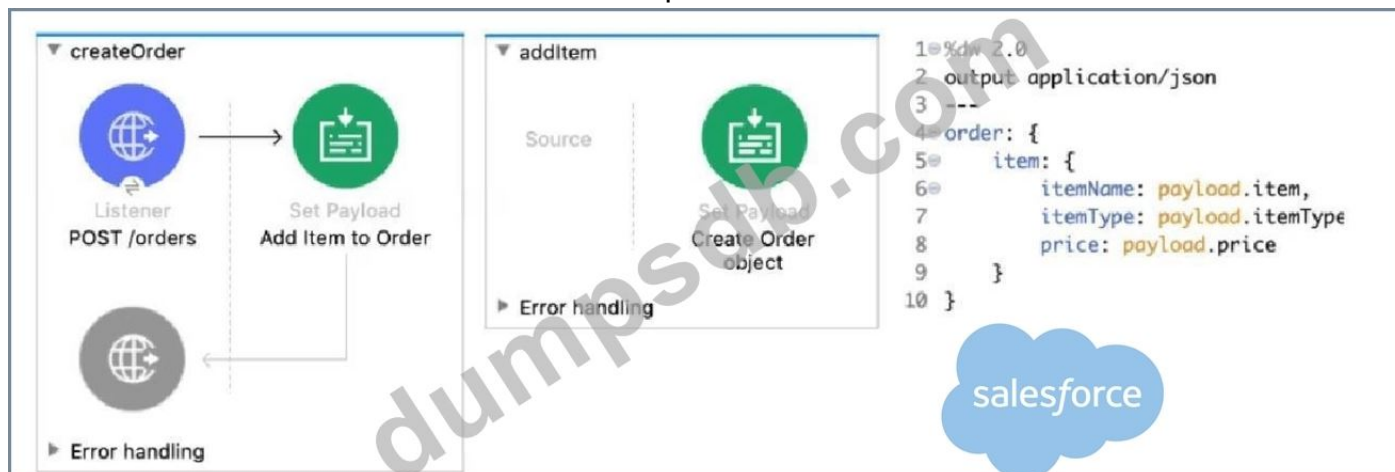 createOrder
Listener
POST /orders
Set Payload
Add Item to Order
Error handling
addItem
Source
Set Payload
Create Order
object
Error handling
1 %dw 2.0
2 output application/json
3 ---
4 order: {
5 item: {
6 itemName: payload.item,
7 itemType: payload.itemType
8 price: payload.price
9 }
10 }
salesforce
dumpsdb.com